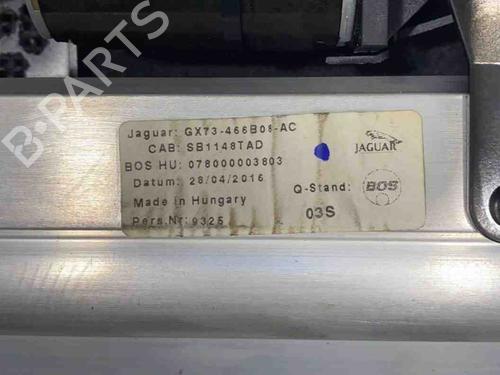 Jaguar: GX73-466B08-AC
CAB: SB1148TAD
BOS HU: 078000003803
Datum: 28/04/2016
Made in Hungary
Pers.Nr: 9325
JAGUAR
Q-Stand:
BOS
03S
B-PARTS